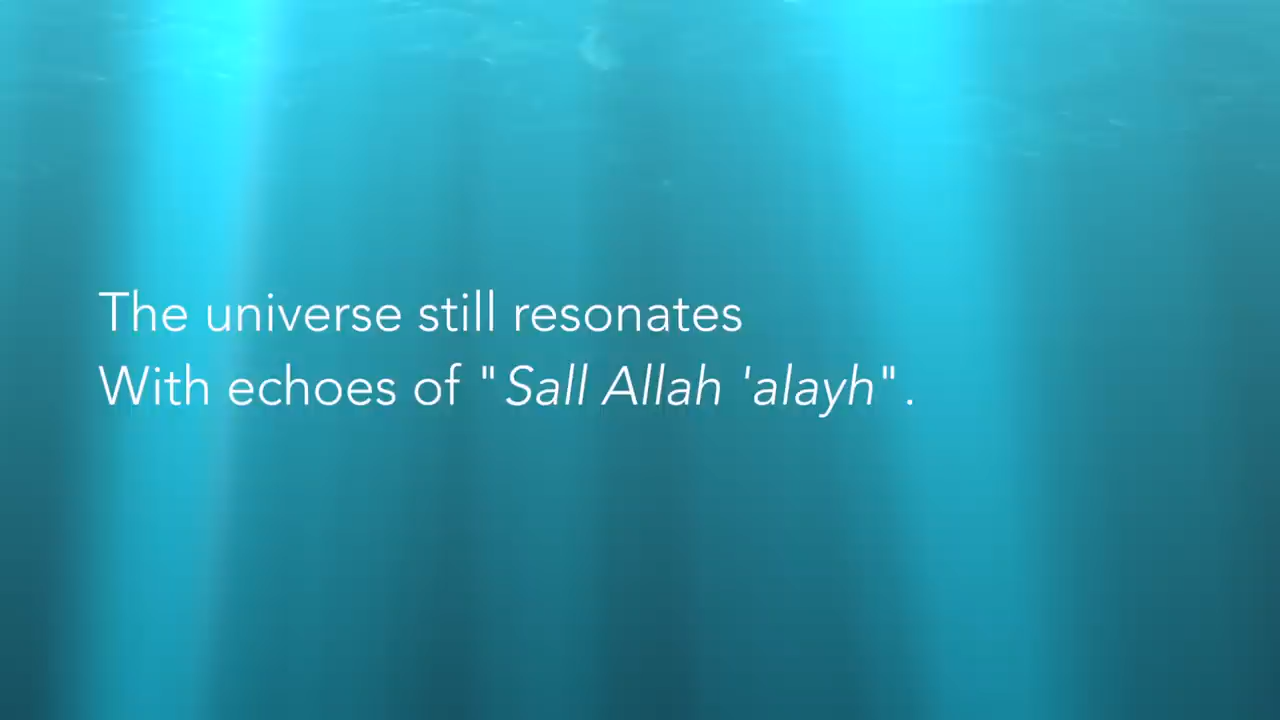 The universe still resonates
With echoes of "Sall Allah 'alayh".